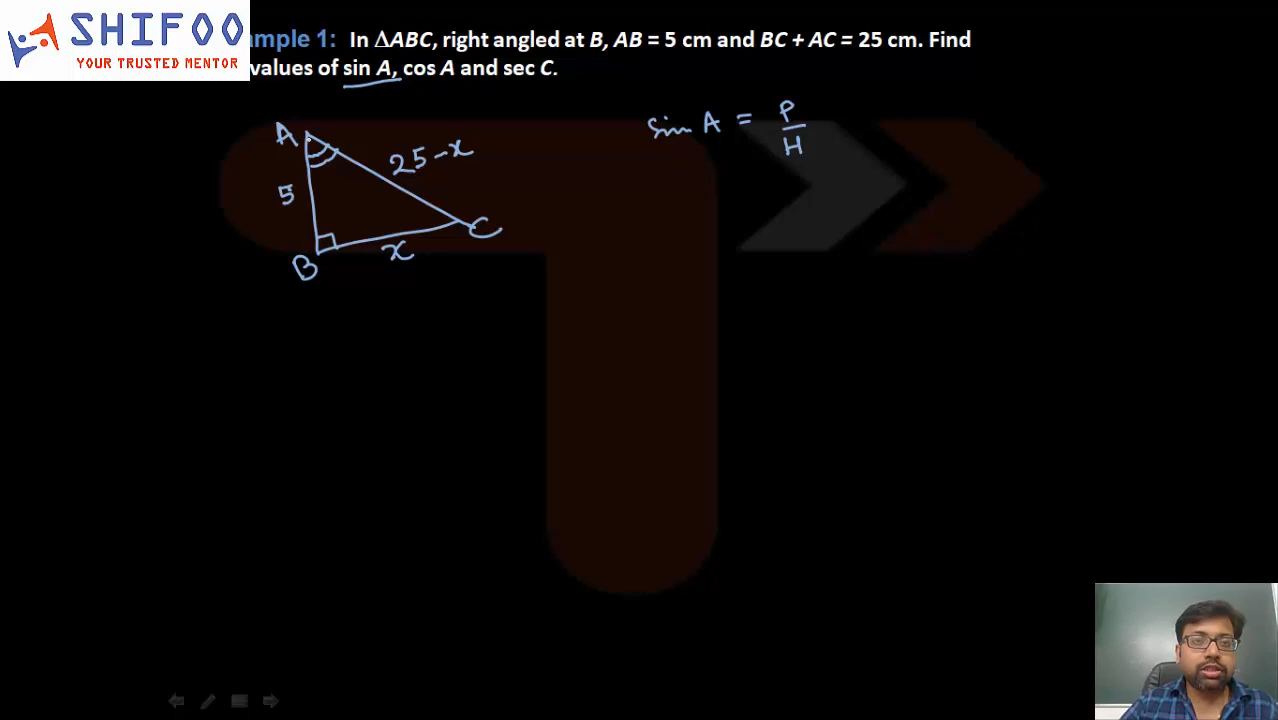 SHIFOO
YOUR TRUSTED MENTOR
mple 1: In ΔABC, right angled at B, AB = 5 cm and BC + AC = 25 cm. Find
values of sin A, cos A and sec C.
A
25-x
5
C
B
x
sin A = P/H